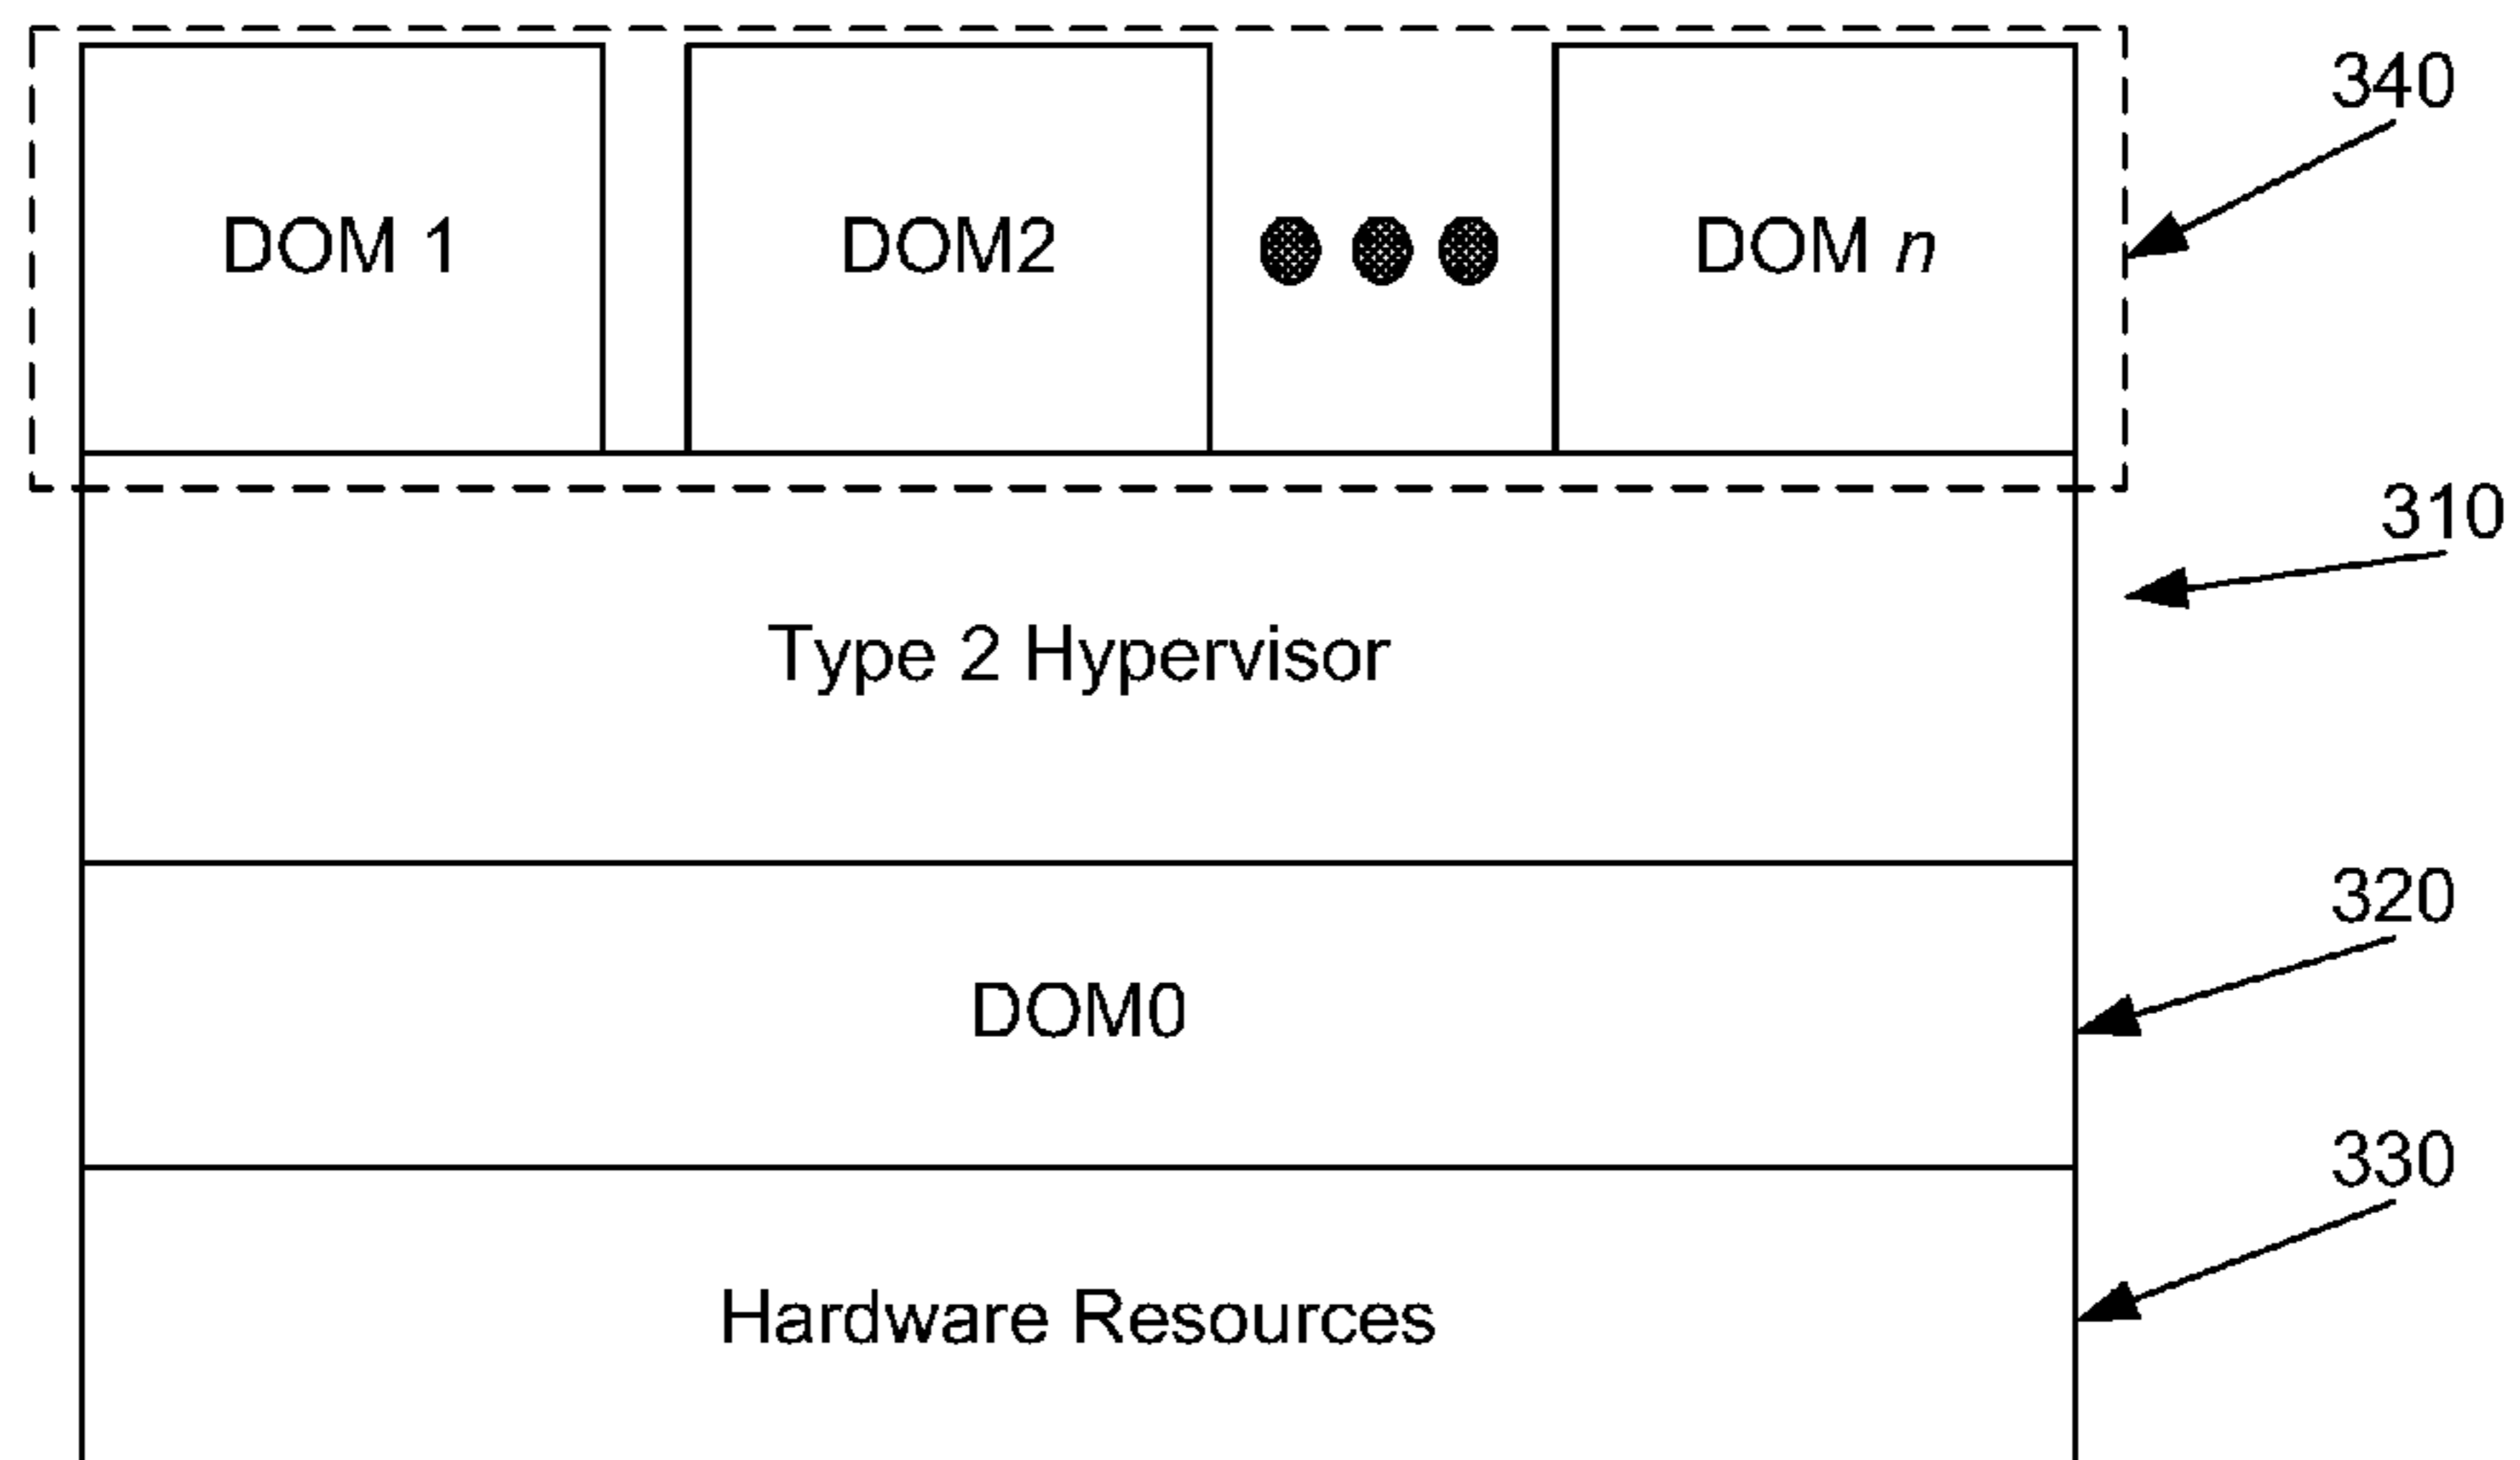 340
DOM 1
DOM2
DOM n
310
Type 2 Hypervisor
320
DOM0
330
Hardware Resources